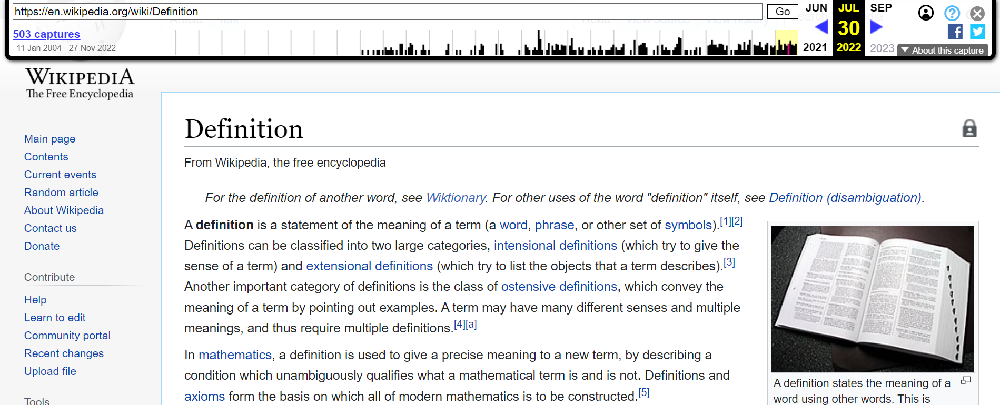 https://en.wikipedia.org/wiki/Definition
Go
JUN
JUL
SEP
503 captures
30
11 Jan 2004 - 27 Nov 2022
2021
2022
2023
About this capture
Article
Talk
Read
View source
View history
WIKIPEDIA
The Free Encyclopedia
Main page
Contents
Current events
Random article
About Wikipedia
Contact us
Donate
Contribute
Help
Learn to edit
Community portal
Recent changes
Upload file
Tools
Definition
From Wikipedia, the free encyclopedia
For the definition of another word, see Wiktionary. For other uses of the word "definition" itself, see Definition (disambiguation).
A definition is a statement of the meaning of a term (a word, phrase, or other set of symbols).[1][2]
Definitions can be classified into two large categories, intensional definitions (which try to give the
sense of a term) and extensional definitions (which try to list the objects that a term describes).[3]
Another important category of definitions is the class of ostensive definitions, which convey the
meaning of a term by pointing out examples. A term may have many different senses and multiple
meanings, and thus require multiple definitions.[4][a]
In mathematics, a definition is used to give a precise meaning to a new term, by describing a
condition which unambiguously qualifies what a mathematical term is and is not. Definitions and
axioms form the basis on which all of modern mathematics is to be constructed.[5]
A definition states the meaning of a
word using other words. This is